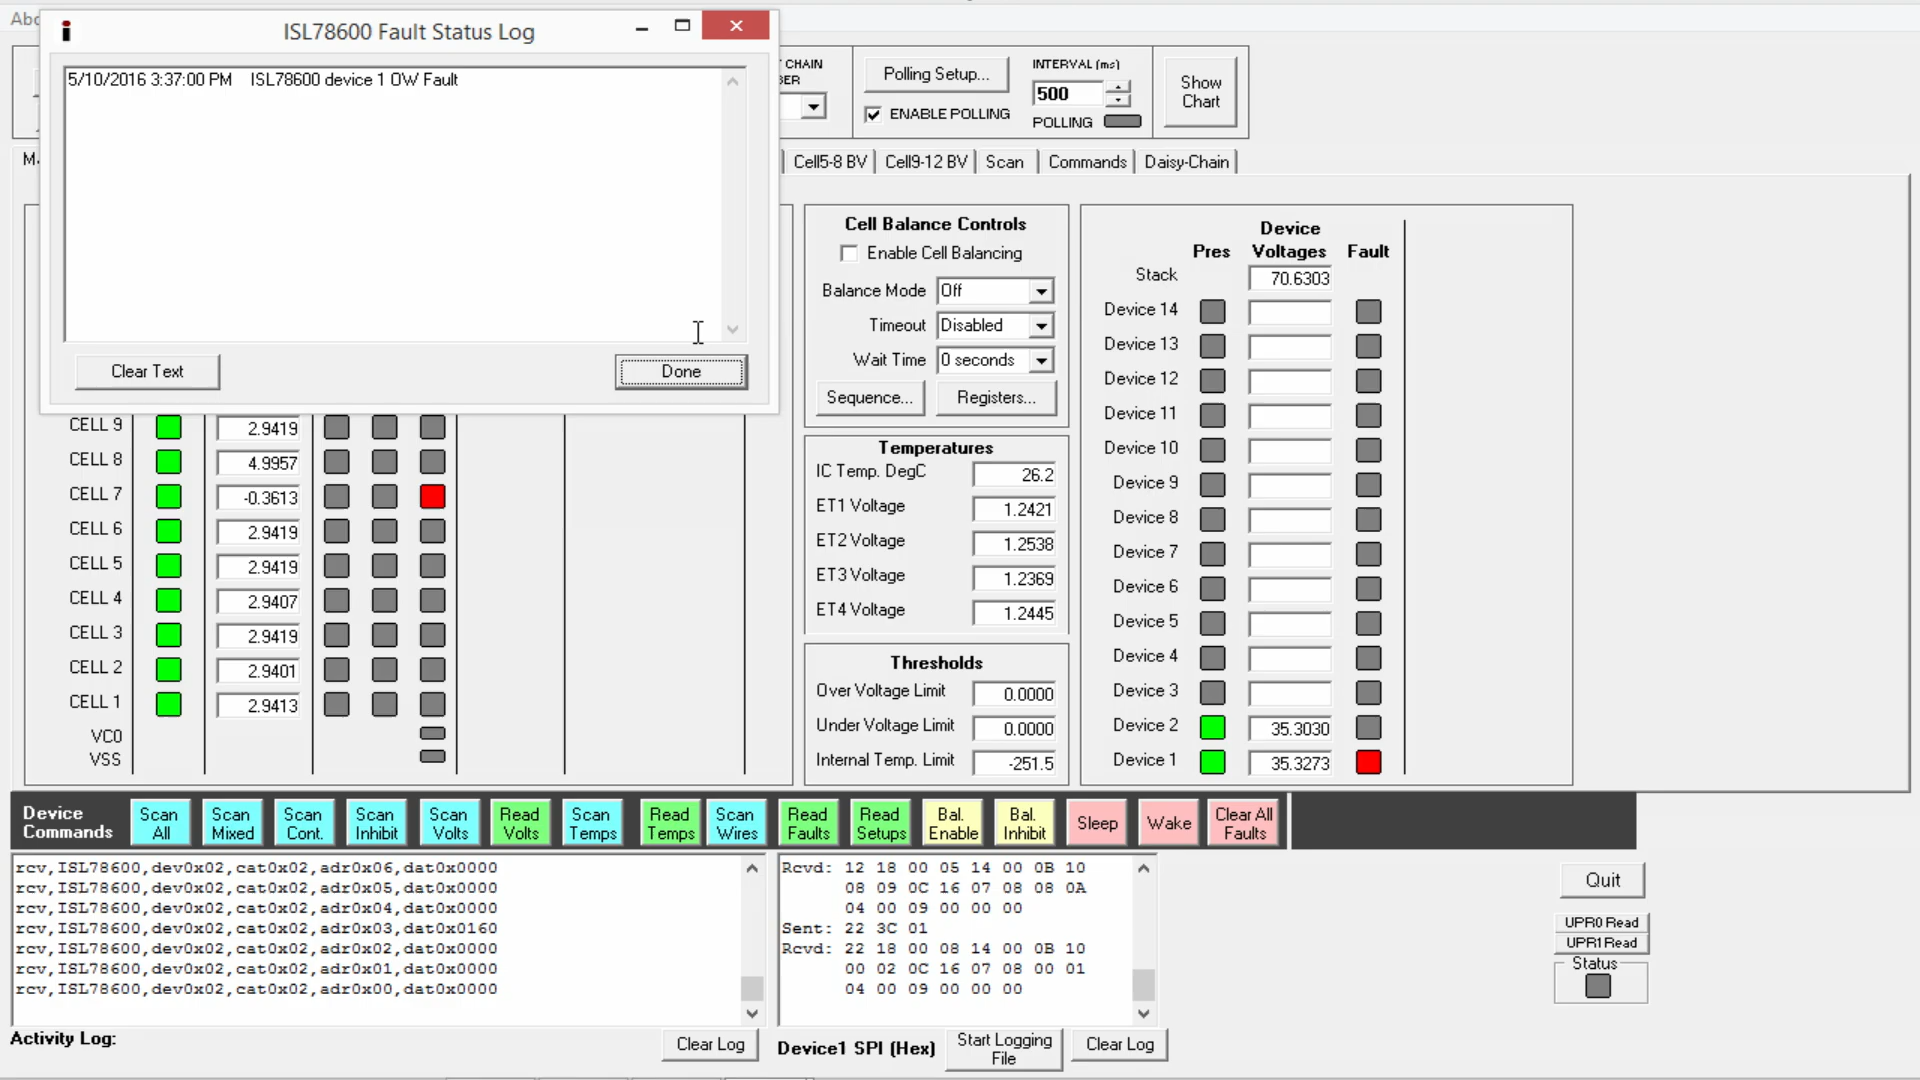 Abo
ISL78600 Fault Status Log
5/10/2016 3:37:00 PM    ISL78600 device 1 OW Fault
Clear Text
Done
CHAIN
Polling Setup...
ENABLE POLLING
INTERVAL (ms)
500
POLLING
Show
Chart
Cell5-8 BV
Cell9-12 BV
Scan
Commands
Daisy-Chain
CELL 9 2.9419
CELL 8 4.9957
CELL 7 -0.3613
CELL 6 2.9419
CELL 5 2.9419
CELL 4 2.9407
CELL 3 2.9419
CELL 2 2.9401
CELL 1 2.9413
VC0
VSS
Cell Balance Controls
Enable Cell Balancing
Balance Mode Off
Timeout Disabled
Wait Time 0 seconds
Sequence... Registers...
Temperatures
IC Temp. DegC 26.2
ET1 Voltage 1.2421
ET2 Voltage 1.2538
ET3 Voltage 1.2369
ET4 Voltage 1.2445
Thresholds
Over Voltage Limit 0.0000
Under Voltage Limit 0.0000
Internal Temp. Limit -251.5
Device
Pres Voltages Fault
Stack 70.6303
Device 14
Device 13
Device 12
Device 11
Device 10
Device 9
Device 8
Device 7
Device 6
Device 5
Device 4
Device 3
Device 2 35.3030
Device 1 35.3273
Device
Commands
Scan
All
Scan
Mixed
Scan
Cont.
Scan
Inhibit
Scan
Volts
Read
Volts
Scan
Temps
Read
Temps
Scan
Wires
Read
Faults
Read
Setups
Bal.
Enable
Bal.
Inhibit
Sleep
Wake
Clear All
Faults
rcv,ISL78600,dev0x02,cat0x02,adr0x06,dat0x0000
rcv,ISL78600,dev0x02,cat0x02,adr0x05,dat0x0000
rcv,ISL78600,dev0x02,cat0x02,adr0x04,dat0x0000
rcv,ISL78600,dev0x02,cat0x02,adr0x03,dat0x0160
rcv,ISL78600,dev0x02,cat0x02,adr0x02,dat0x0000
rcv,ISL78600,dev0x02,cat0x02,adr0x01,dat0x0000
rcv,ISL78600,dev0x02,cat0x02,adr0x00,dat0x0000
Activity Log:
Clear Log
Rcvd: 12 18 00 05 14 00 0B 10
08 09 0C 16 07 08 08 0A
04 00 09 00 00 00
Sent: 22 3C 01
Rcvd: 22 18 00 08 14 00 0B 10
00 02 0C 16 07 08 00 01
04 00 09 00 00 00
Device1 SPI (Hex)
Start Logging
File
Clear Log
Quit
UPR0 Read
UPR1 Read
Status